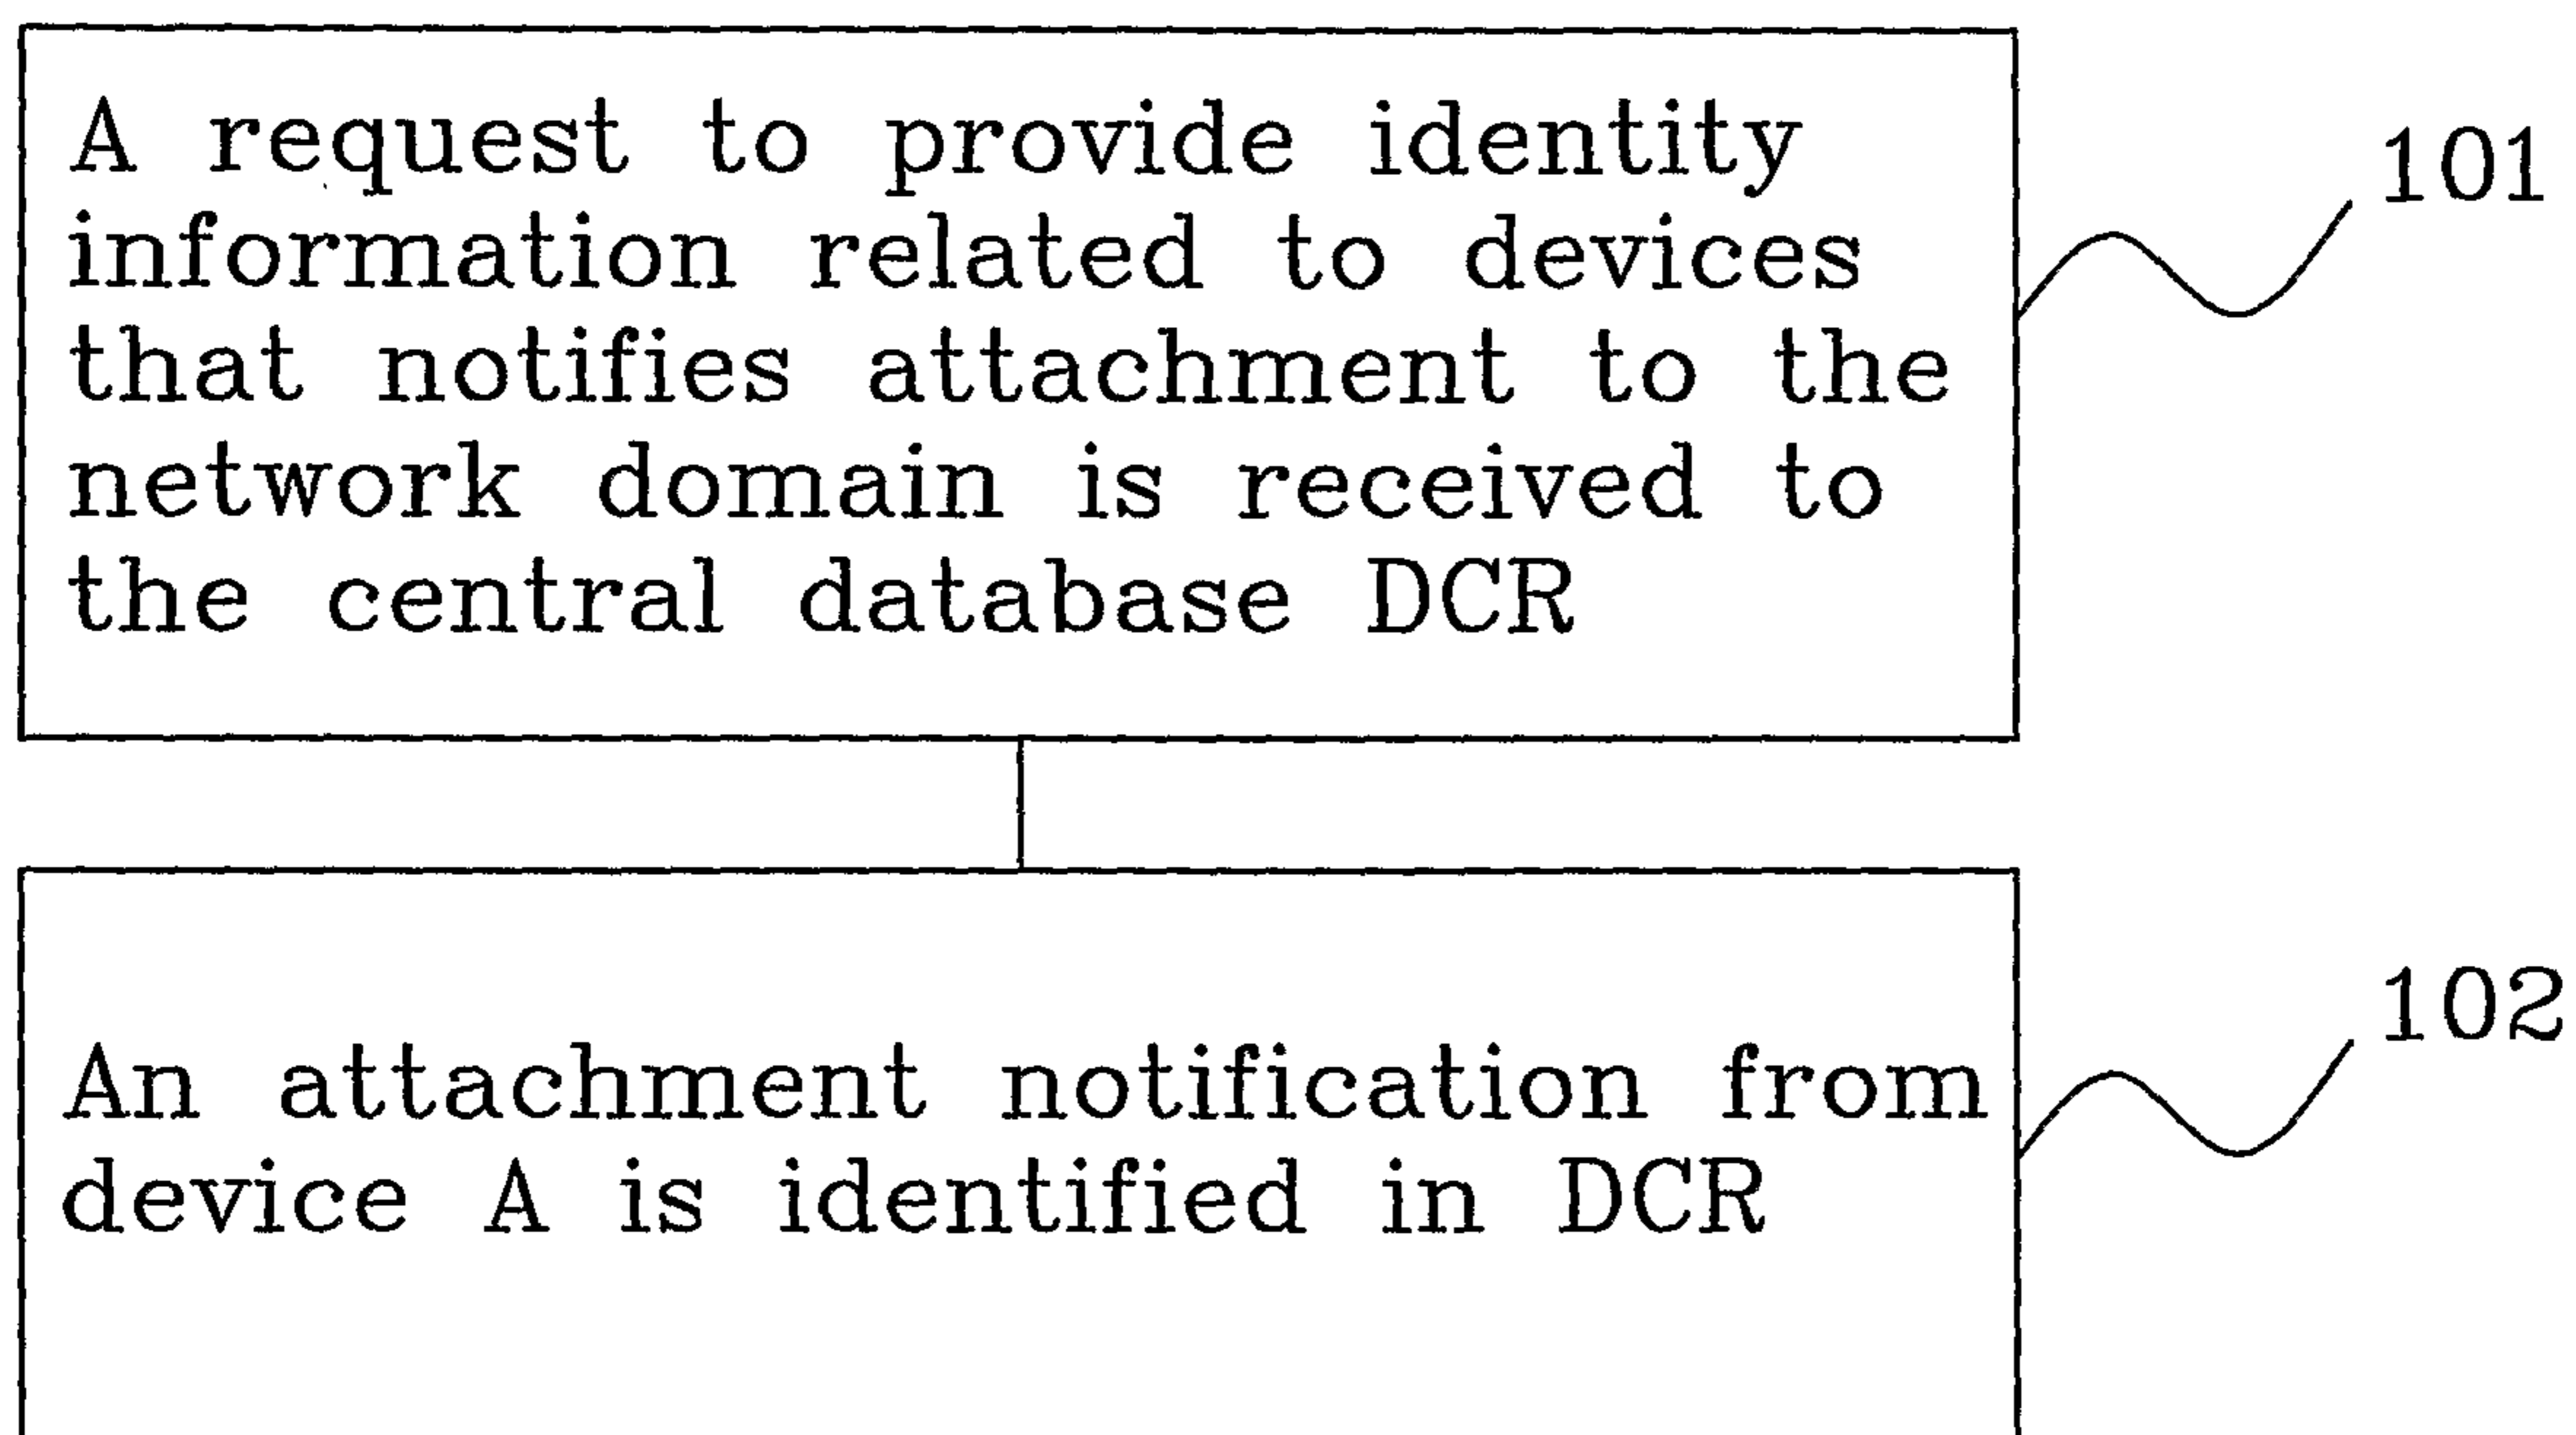 A request to provide identity
information related to devices
that notifies attachment to the
network domain is received to
the central database DCR
101
An attachment notification from
device A is identified in DCR
102